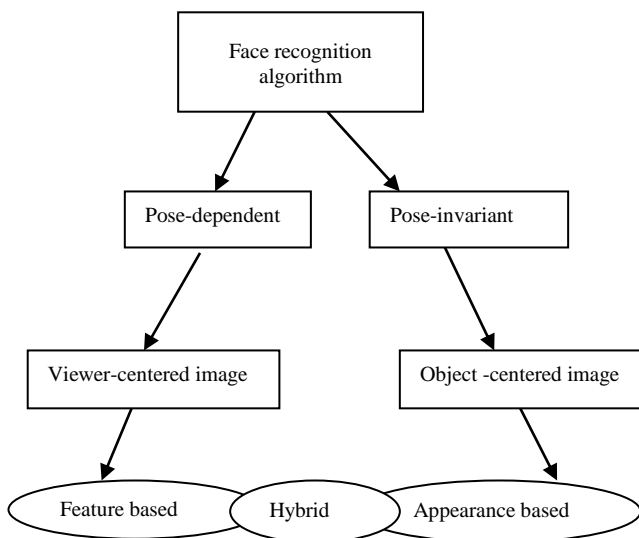 Face recognition
algorithm
Pose-dependent
Pose-invariant
Viewer-centered image
Object -centered image
Feature based
Hybrid
Appearance based